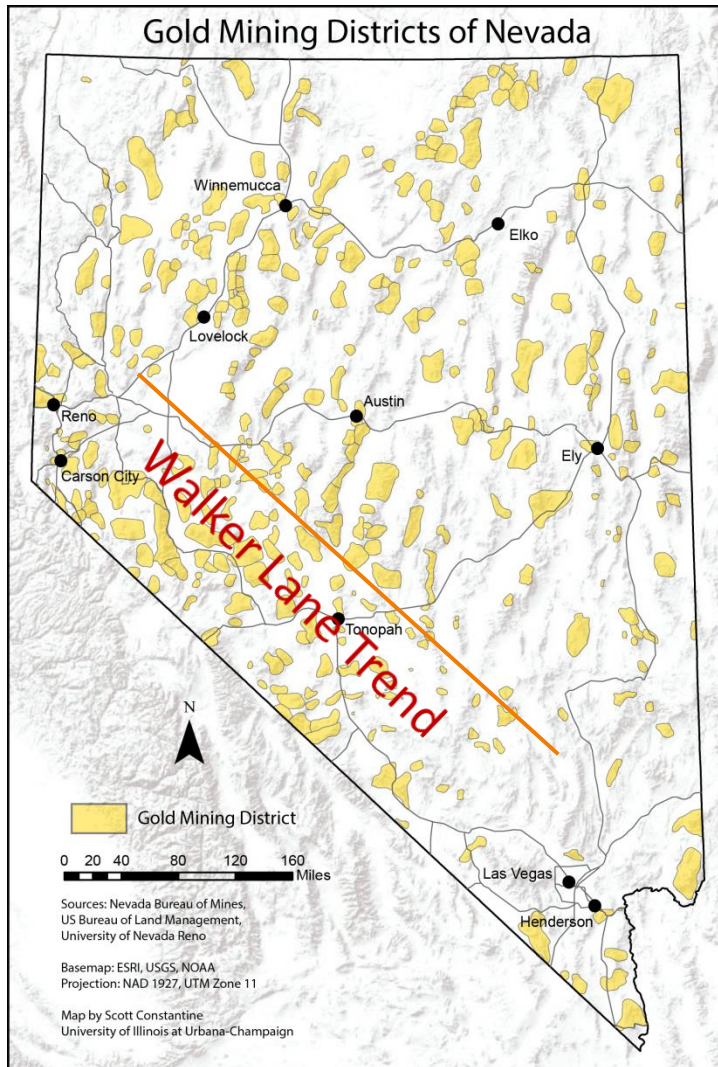 Gold Mining Districts of Nevada
Winnemucca
Elko
Lovelock
Reno
Austin
Carson City
Ely
Walker Lane Trend
Tonopah
N
Gold Mining District
0 20 40 80 120 160
Miles
Las Vegas
Henderson
Sources: Nevada Bureau of Mines,
US Bureau of Land Management,
University of Nevada Reno
Basemap: ESRI, USGS, NOAA
Projection: NAD 1927, UTM Zone 11
Map by Scott Constantine
University of Illinois at Urbana-Champaign